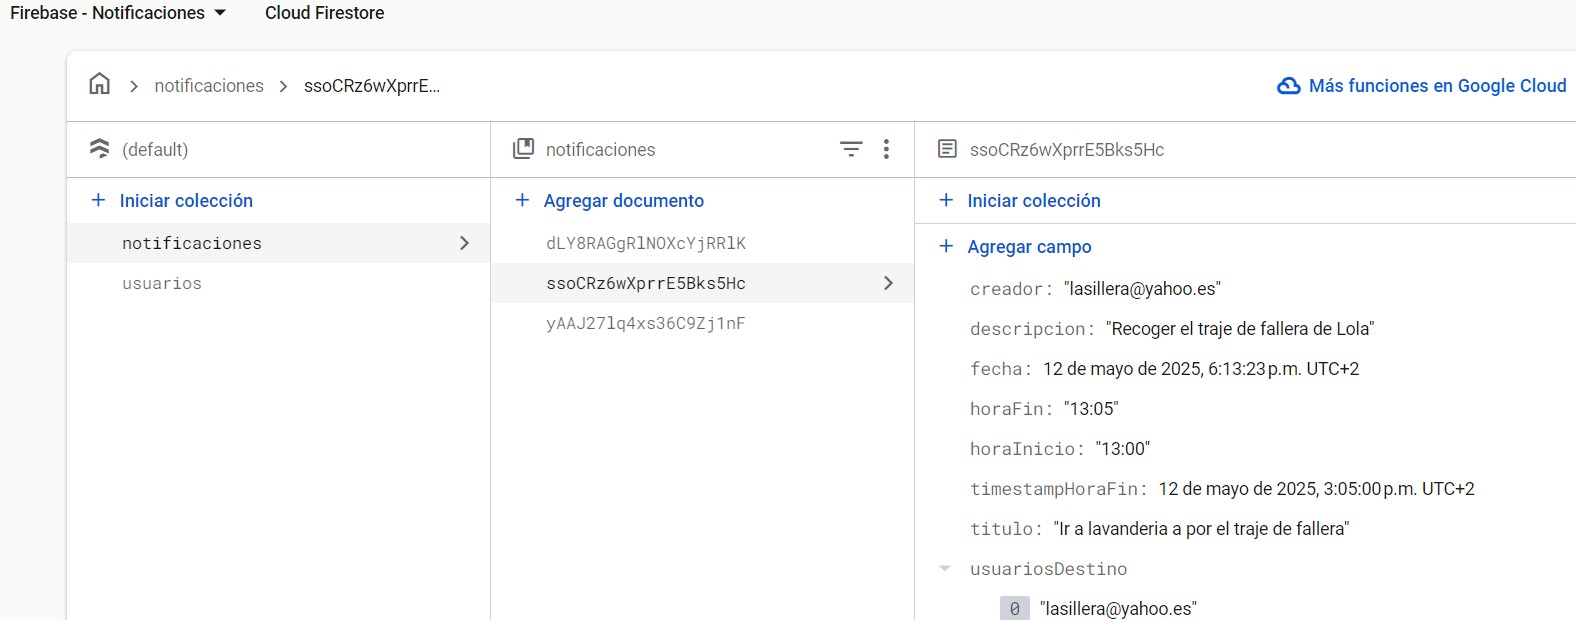 Firebase - Notificaciones Cloud Firestore
notificaciones ssoCRz6wXprrE... Más funciones en Google Cloud
(default)
Iniciar colección
notificaciones
usuarios
notificaciones
Agregar documento
dLY8RAGgRlNOXcYjRRlK
ssoCRz6wXprrE5Bks5Hc
yAAJ27lq4xs36C9Zj1nF
ssoCRz6wXprrE5Bks5Hc
Iniciar colección
Agregar campo
creador: "lasillera@yahoo.es"
descripcion: "Recoger el traje de fallera de Lola"
fecha: 12 de mayo de 2025, 6:13:23 p.m. UTC+2
horaFin: "13:05"
horaInicio: "13:00"
timestampHoraFin: 12 de mayo de 2025, 3:05:00 p.m. UTC+2
titulo: "Ir a lavanderia a por el traje de fallera"
usuariosDestino
0 "lasillera@yahoo.es"